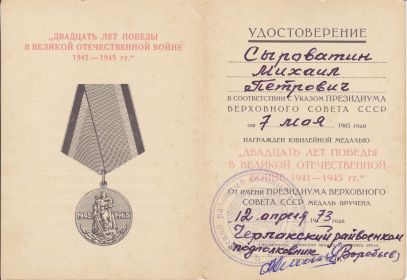 „ДВАДЦАТЬ ЛЕТ ПОБЕДЫ
В ВЕЛИКОЙ ОТЕЧЕСТВЕННОЙ ВОЙНЕ
1941—1945 гг.“
1945 1965
УДОСТОВЕРЕНИЕ
Сыроватин
Михаил
Петрович
В СООТВЕТСТВИИ С УКАЗОМ ПРЕЗИДИУМА
ВЕРХОВНОГО СОВЕТА СССР
от 7 мая 1965 года
НАГРАЖДЕН ЮБИЛЕЙНОЙ МЕДАЛЬЮ
„ДВАДЦАТЬ ЛЕТ ПОБЕДЫ
В ВЕЛИКОЙ ОТЕЧЕСТВЕННОЙ
ВОЙНЕ 1941—1945 гг.“
От имени ПРЕЗИДИУМА ВЕРХОВНОГО
СОВЕТА СССР МЕДАЛЬ ВРУЧЕНА
12 апреля 73 года
Черлакский райвоенком
подполковник (Воробьев)